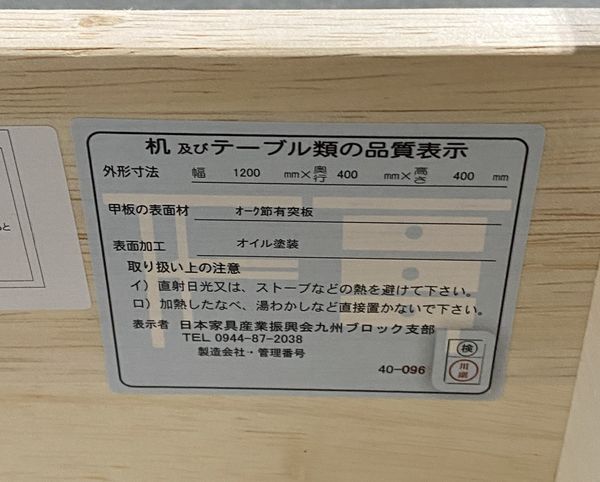 机及びテーブル類の品質表示
外形寸法 幅 1200 mm×奥行 400 mm×高さ 400 mm
甲板の表面材 オーク節有突板
表面加工 オイル塗装
取り扱い上の注意
イ）直射日光又は、ストーブなどの熱を避けて下さい。
ロ）加熱したなべ、湯わかしなど直接置かないで下さい。
表示者 日本家具産業振興会九州ブロック支部
TEL 0944-87-2038
製造会社・管理番号
40-096
検
と